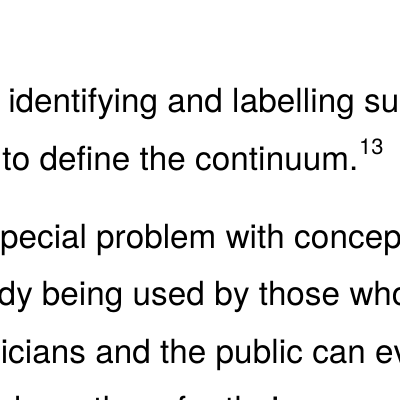 identifying and labelling su
to define the continuum.13
pecial problem with concep
dy being used by those who
icians and the public can ev